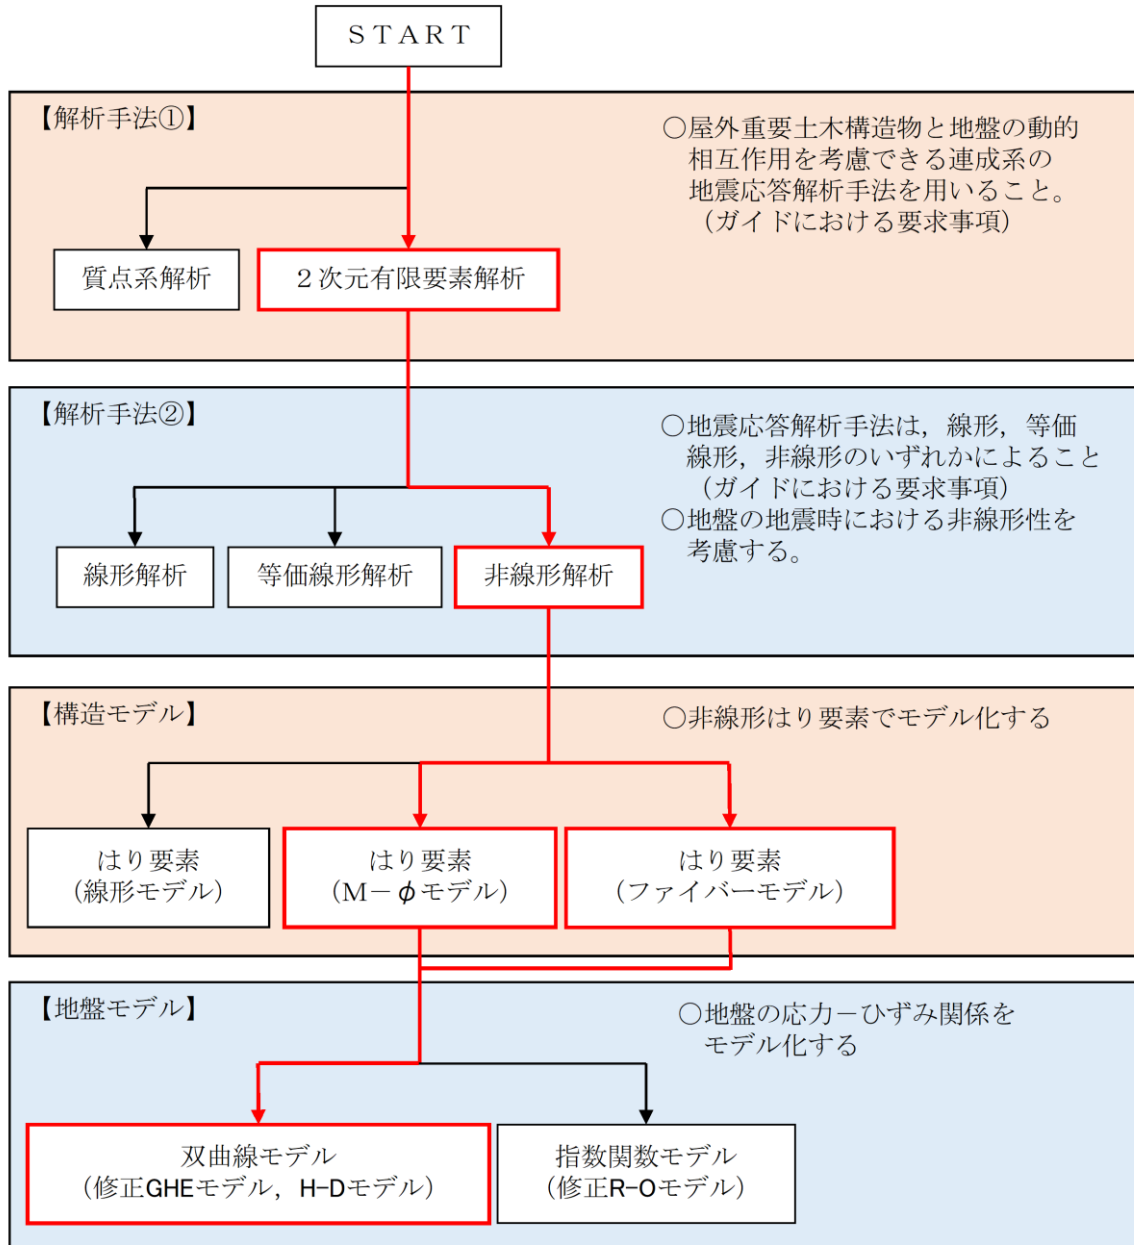 ＳＴＡＲＴ
【解析手法①】
○屋外重要土木構造物と地盤の動的
相互作用を考慮できる連成系の
地震応答解析手法を用いること。
（ガイドにおける要求事項）
質点系解析
２次元有限要素解析
【解析手法②】
○地震応答解析手法は，線形，等価
線形，非線形のいずれかによること
（ガイドにおける要求事項）
○地盤の地震時における非線形性を
考慮する。
線形解析
等価線形解析
非線形解析
【構造モデル】
○非線形はり要素でモデル化する
はり要素
（線形モデル）
はり要素
（M－φモデル）
はり要素
（ファイバーモデル）
【地盤モデル】
○地盤の応力－ひずみ関係を
モデル化する
双曲線モデル
（修正GHEモデル，H-Dモデル）
指数関数モデル
（修正R-Oモデル）